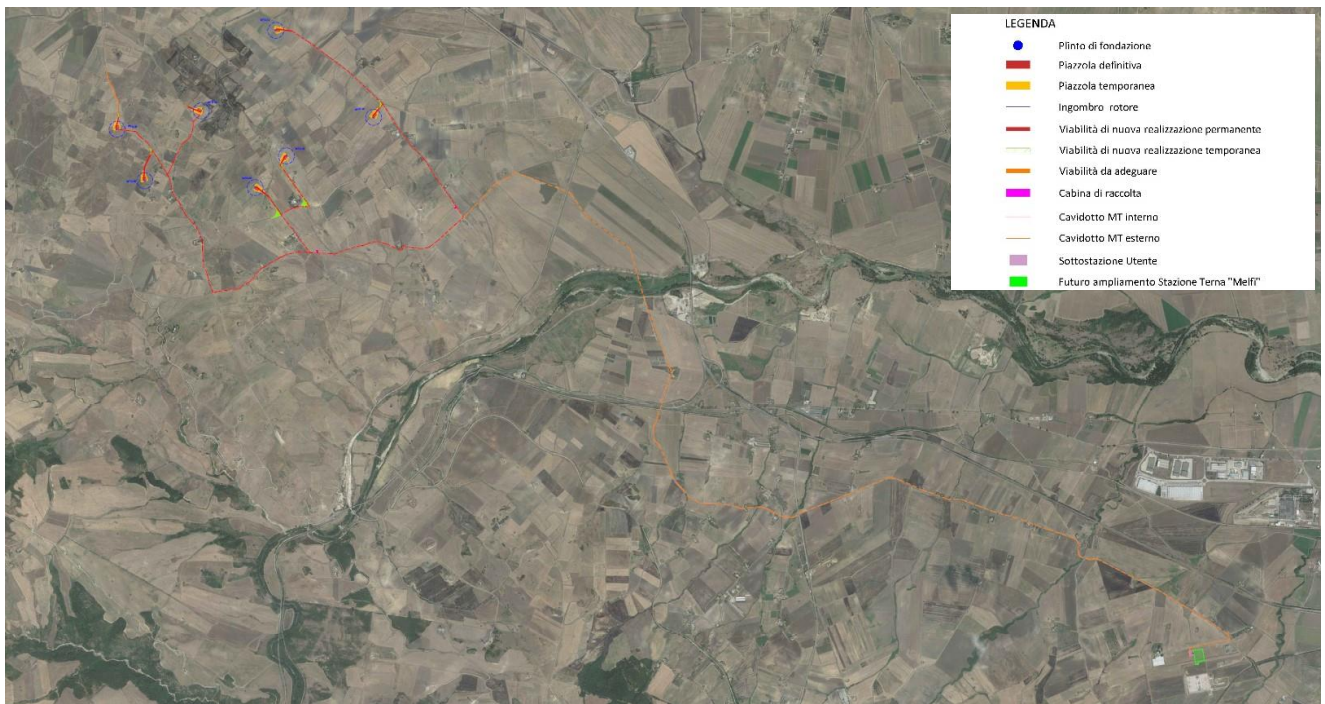 LEGENDA
Plinto di fondazione
Piazzola definitiva
Piazzola temporanea
Ingombro rotore
Viabilità di nuova realizzazione permanente
Viabilità di nuova realizzazione temporanea
Viabilità da adeguare
Cabina di raccolta
Cavidotto MT interno
Cavidotto MT esterno
Sottostazione Utente
Futuro ampliamento Stazione Terna "Melfi"